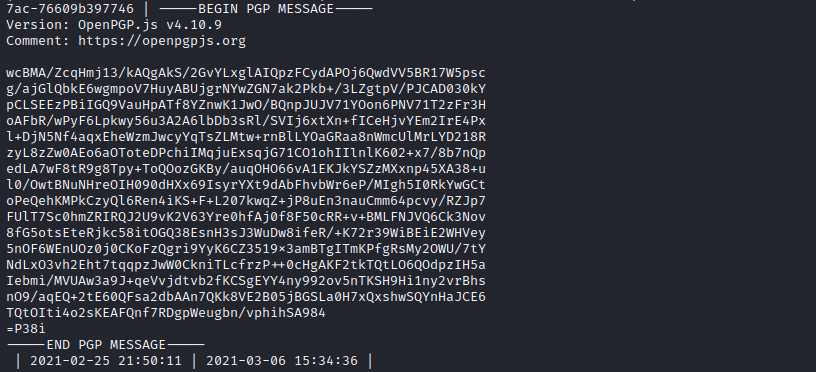 7ac-76609b397746 | -----BEGIN PGP MESSAGE-----
Version: OpenPGP.js v4.10.9
Comment: https://openpgpjs.org

wcBMA/ZcqHmj13/kAQgAkS/2GvYLxglAIQpzFCydAPOj6QwdVV5BR17W5psc
g/ajGlQbkE6wgmpoV7HuyABUjgrNYwZGN7ak2Pkb+/3LZgtpV/PJCAD030kY
pCLSEEzPBiIGQ9VauHpATf8YZnwK1JwO/BQnpJUJV71YOon6PNV71T2zFr3H
oAFbR/wPyF6Lpkwy56u3A2A6lbDb3sRl/SVIj6xtXn+fICeHjvYEm2IrE4Px
l+DjN5Nf4aqxEheWzmJwcyYqTsZLMtw+rnBlLYOaGRaa8nWmcUlMrLYD218R
zyL8zZw0AEo6aOToteDPchiIMqjuExsqjG71CO1ohIIlnlK602+x7/8b7nQp
edLA7wF8tR9g8Tpy+ToQOozGKBy/auqOHO66vA1EKJkYSZzMXxnp45XA38+u
l0/OwtBNuNHreOIH090dHXx69IsyrYXt9dAbFhvbWr6eP/MIgh5I0RkYwGCt
oPeQehKMPkCzyQl6Ren4iKS+F+L207kwqZ+jP8uEn3nauCmm64pcvy/RZJp7
FUlT7Sc0hmZRIRQJ2U9vK2V63Yre0hfAj0f8F50cRR+v+BMLFNJVQ6Ck3Nov
8fG5otsEteRjkc58itOGQ38EsnH3sJ3WuDw8ifeR/+K72r39WiBEiE2WHVey
5nOF6WEnUOz0j0CKoFzQgri9YyK6CZ3519×3amBTgITmKPfgRsMy2OWU/7tY
NdLxO3vh2Eht7tqqpzJwW0CkniTLcfrzP++0cHgAKF2tkTQtLO6QOdpzIH5a
Iebmi/MVUAw3a9J+qeVvjdtvb2fKCSgEYY4ny992ov5nTKSH9Hi1ny2vrBhs
nO9/aqEQ+2tE60QFsa2dbAAn7QKk8VE2B05jBGSLa0H7xQxshwSQYNHaJCE6
TQtOIti4o2sKEAFQnf7RDgpWeugbn/vphihSA984
=P38i
-----END PGP MESSAGE-----
| 2021-02-25 21:50:11 | 2021-03-06 15:34:36 |